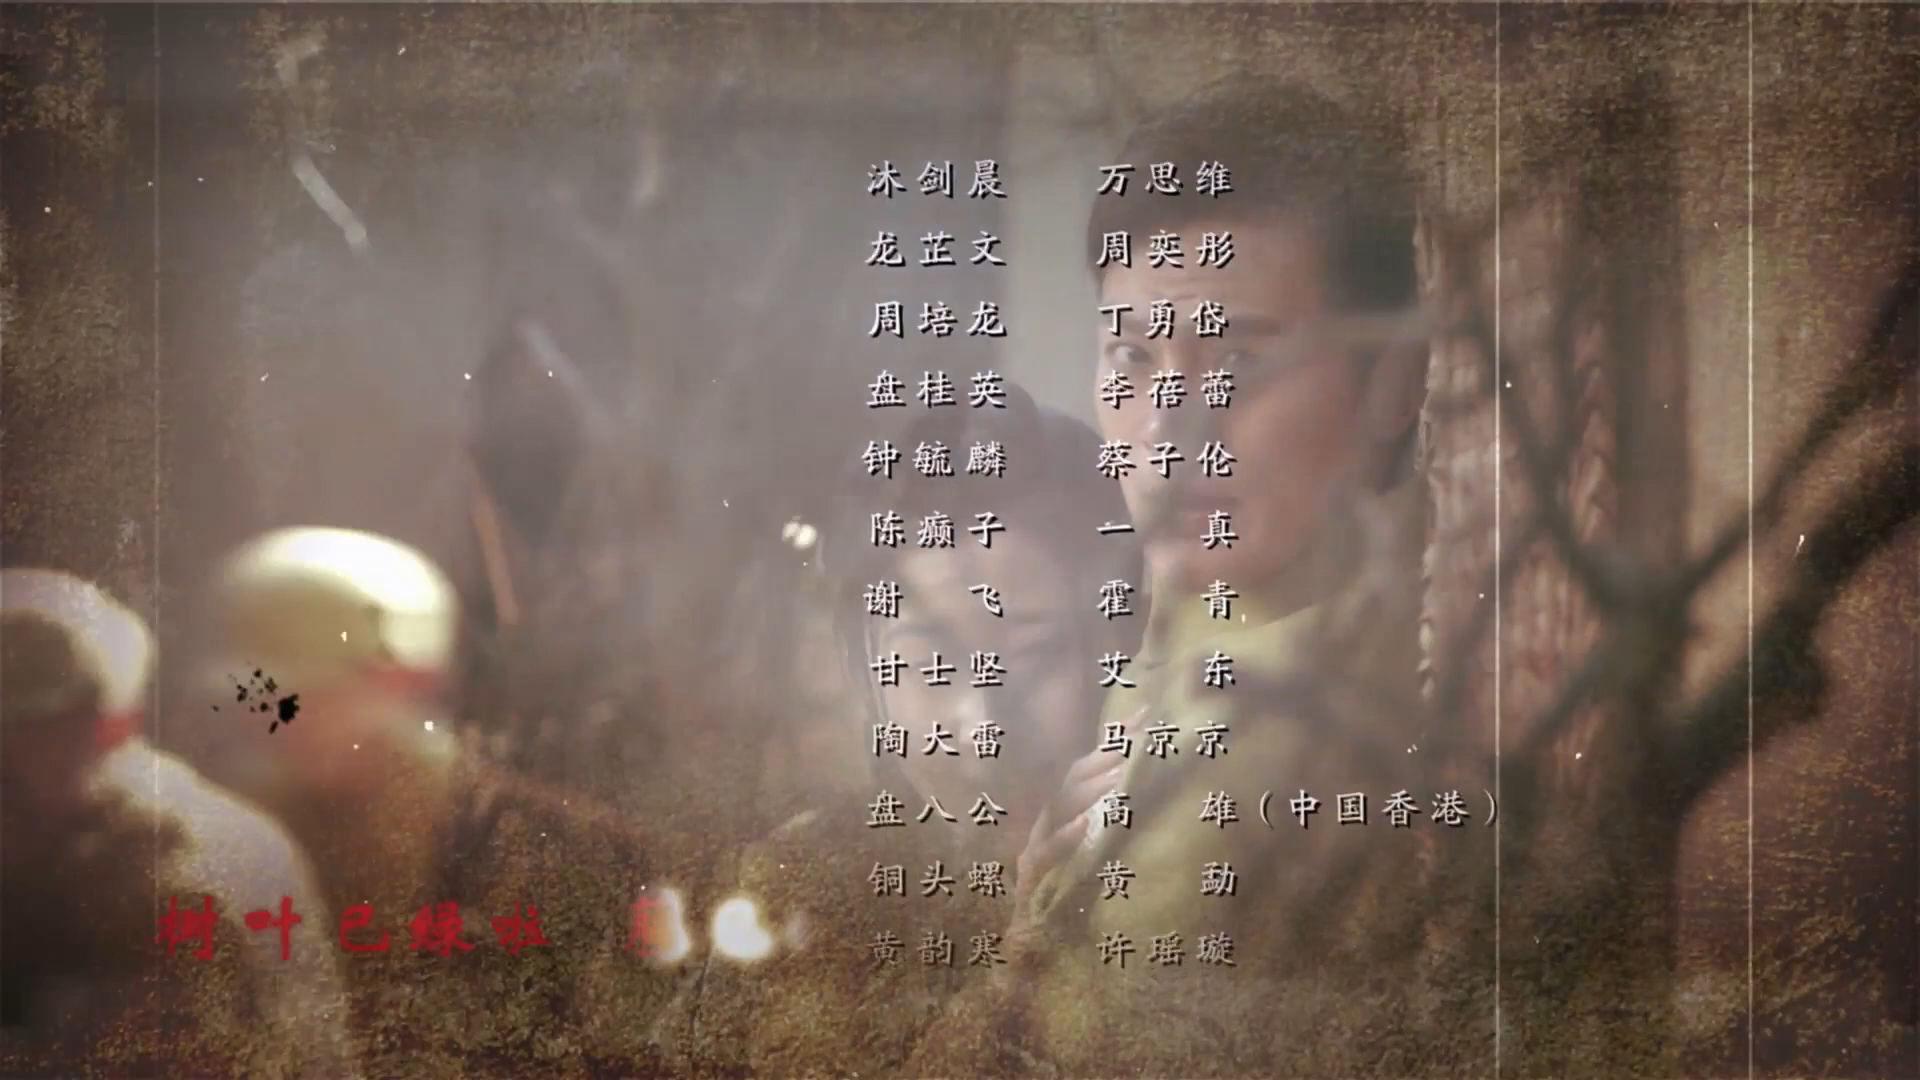 沐剑晨 万思维
龙芷文 周奕彤
周培龙 丁勇岱
盘桂英 李蓓蕾
钟毓麟 蔡子伦
陈癫子 一真
谢飞 霍青
甘士坚 艾东
陶大雷 马京京
盘八公 高雄（中国香港）
铜头螺 黄勐
黄韵寒 许瑶璇
树叶已绿啦